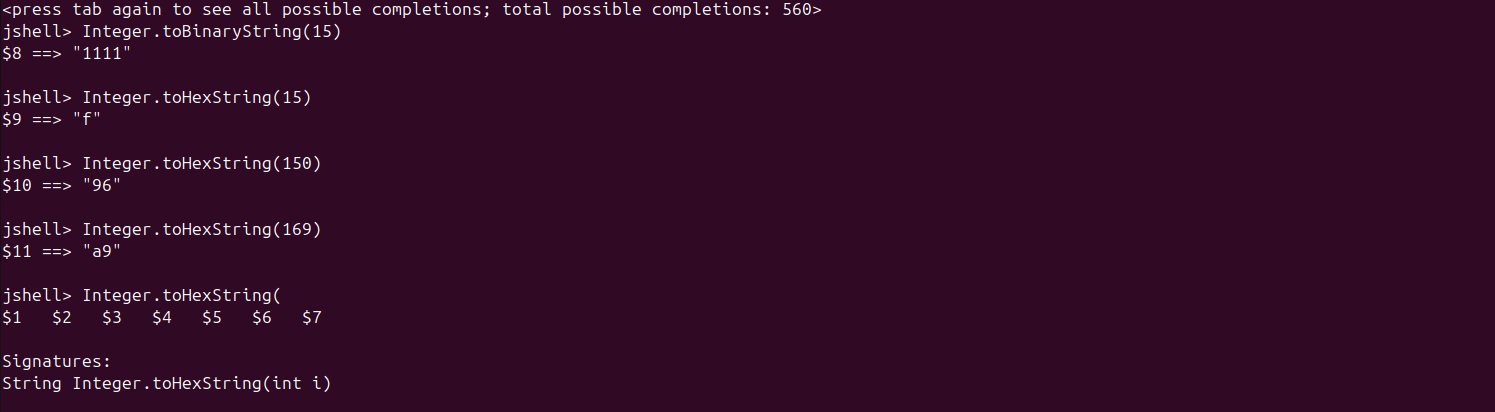 <press tab again to see all possible completions; total possible completions: 560>
jshell> Integer.toBinaryString(15)
$8 ==> "1111"
jshell> Integer.toHexString(15)
$9 ==> "f"
jshell> Integer.toHexString(150)
$10 ==> "96"
jshell> Integer.toHexString(169)
$11 ==> "a9"
jshell> Integer.toHexString(
$1   $2   $3   $4   $5   $6   $7
Signatures:
String Integer.toHexString(int i)